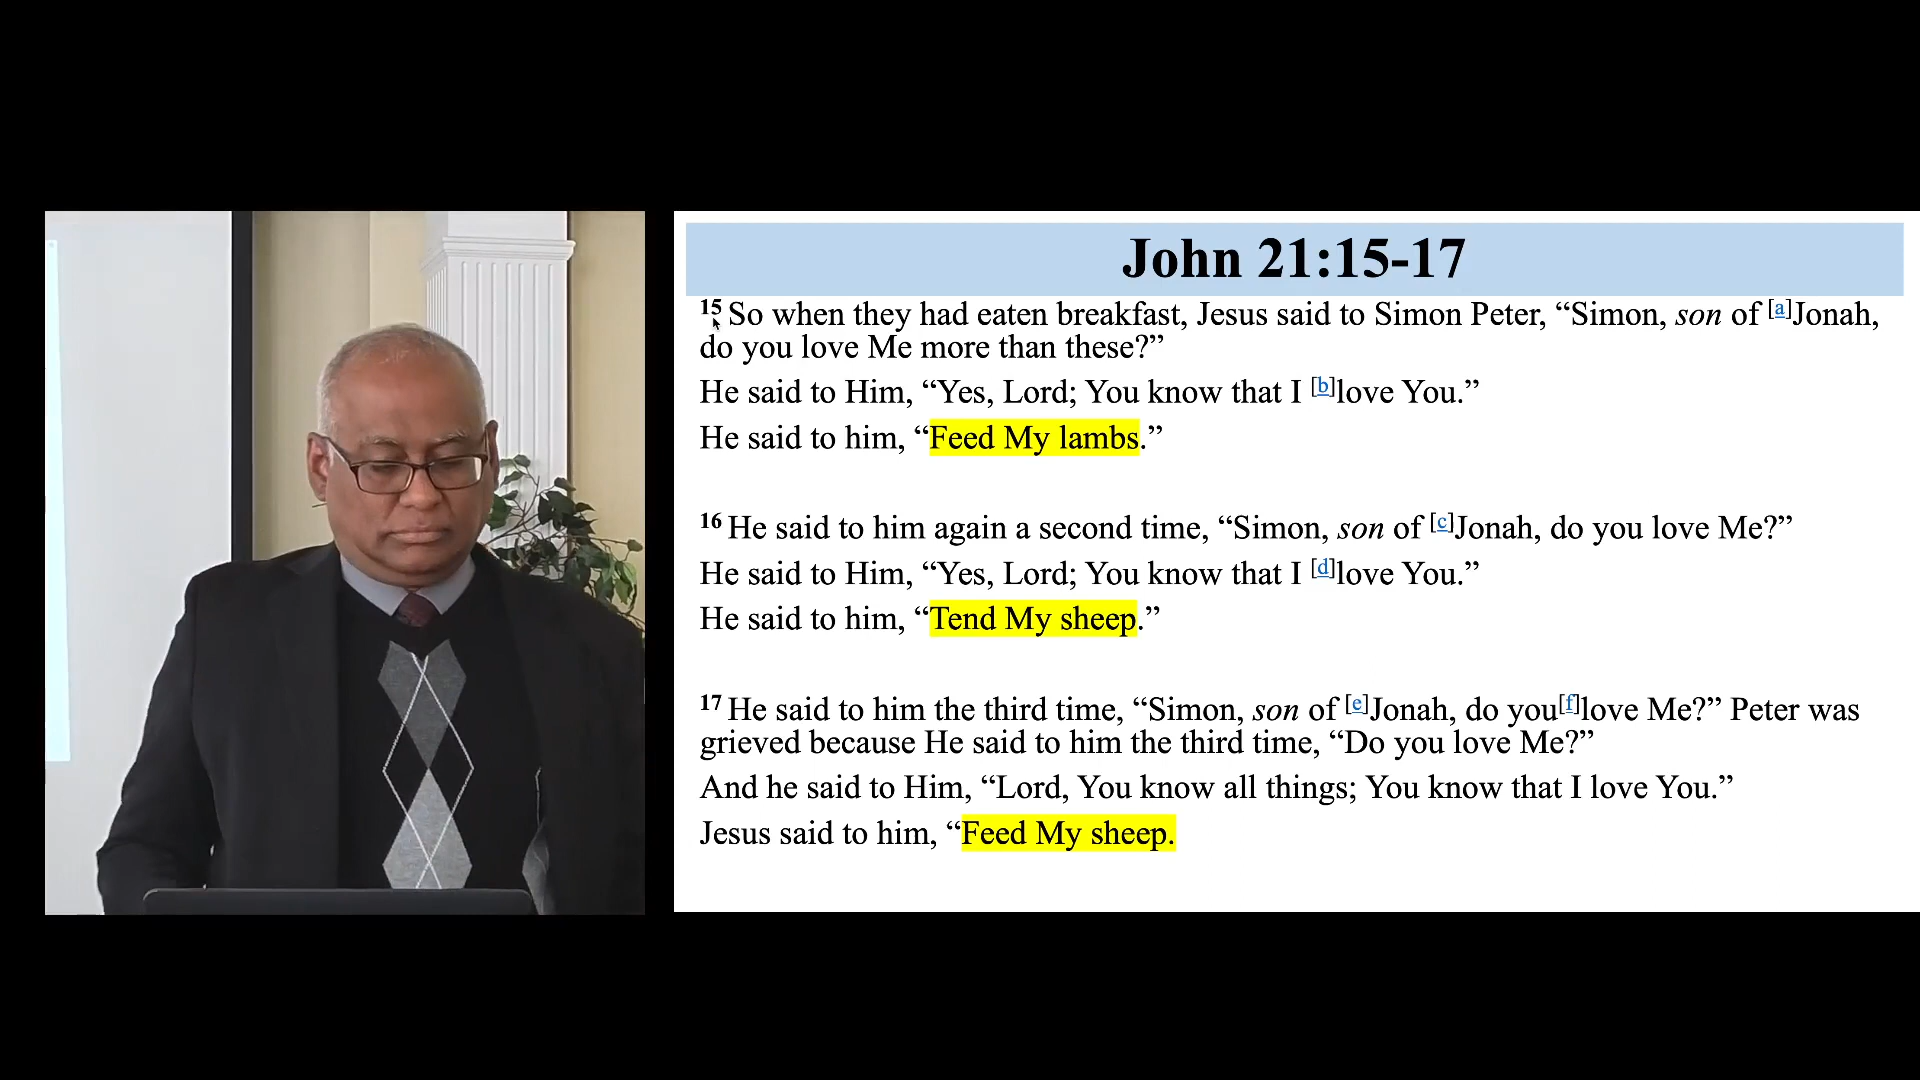 John 21:15-17
15 So when they had eaten breakfast, Jesus said to Simon Peter, “Simon, son of [a]Jonah,
do you love Me more than these?”
He said to Him, “Yes, Lord; You know that I [b]love You.”
He said to him, “Feed My lambs.”
16 He said to him again a second time, “Simon, son of [c]Jonah, do you love Me?”
He said to Him, “Yes, Lord; You know that I [d]love You.”
He said to him, “Tend My sheep.”
17 He said to him the third time, “Simon, son of [e]Jonah, do you[f]love Me?” Peter was
grieved because He said to him the third time, “Do you love Me?”
And he said to Him, “Lord, You know all things; You know that I love You.”
Jesus said to him, “Feed My sheep.